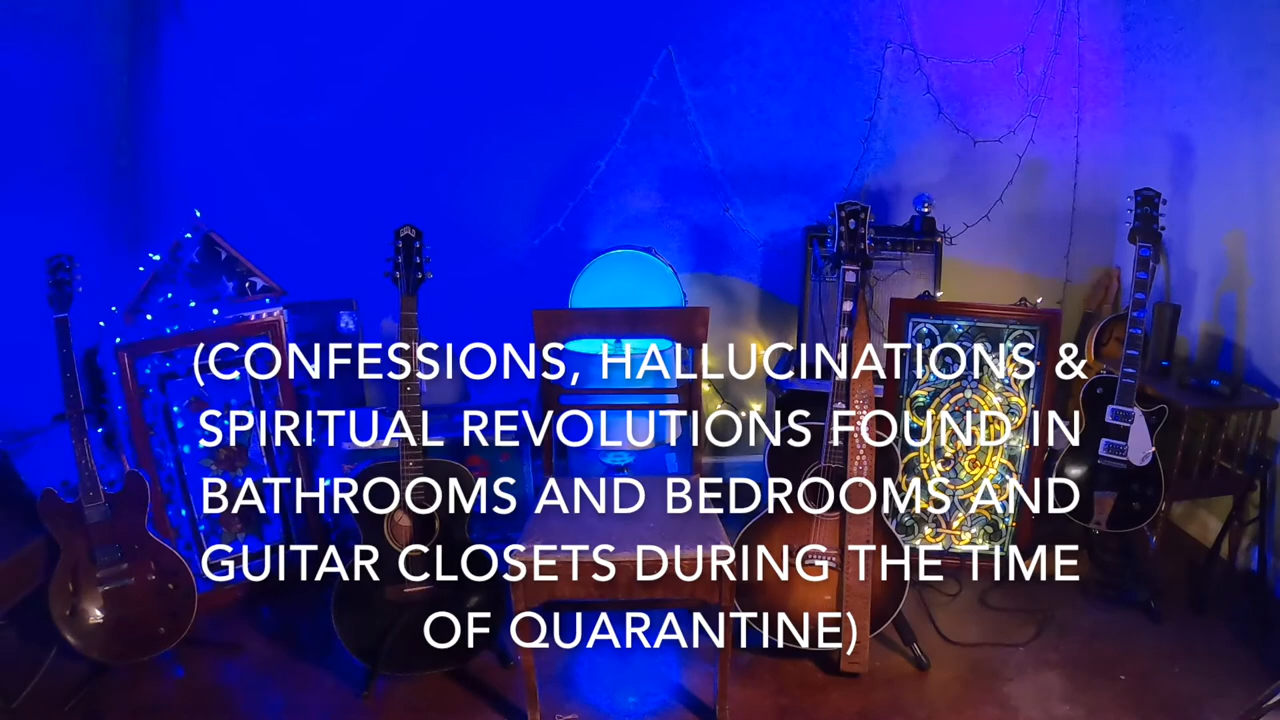 (CONFESSIONS, HALLUCINATIONS &
SPIRITUAL REVOLUTIONS FOUND IN
BATHROOMS AND BEDROOMS AND
GUITAR CLOSETS DURING THE TIME
OF QUARANTINE)